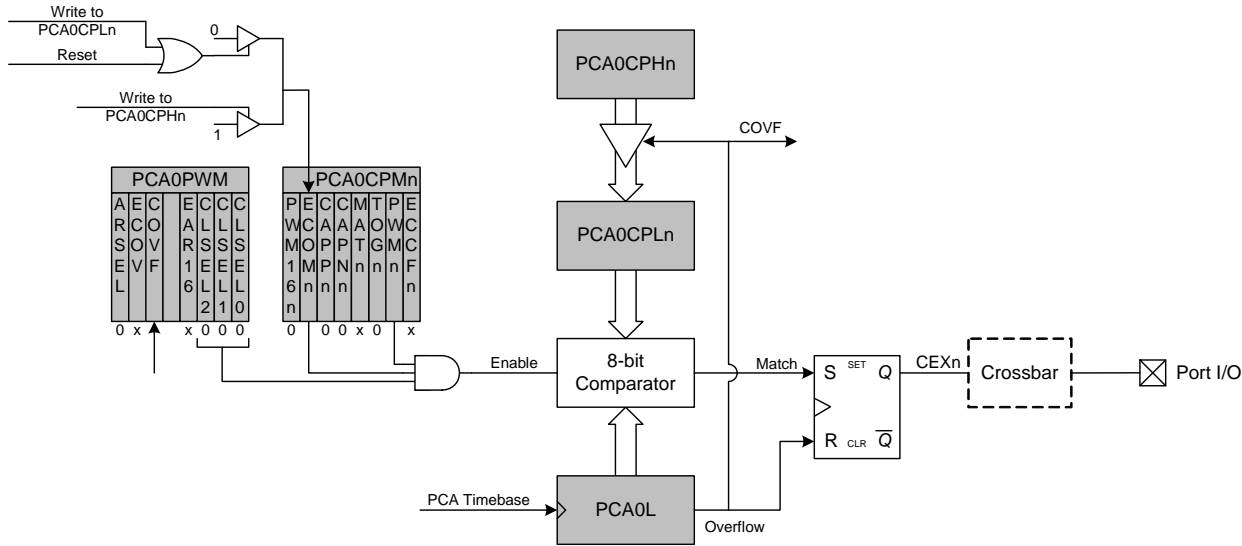 Write to
PCA0CPLn
Reset
0
Write to
PCA0CPHn
1
PCA0CPHn
COVF
PCA0PWM
ARSEL
ECOV
COVF
EAR16
CLSEL2
CLSEL1
CLSEL0
0 x x 0 0 0
PCA0CPMn
PWM16n
ECOMn
CAPPn
CAPNn
MATn
TOGn
PWMn
ECCFn
0 0 0 x 0 x
PCA0CPLn
Enable
8-bit
Comparator
Match
S SET Q
R CLR Q
CEXn
Crossbar
Port I/O
PCA Timebase
PCA0L
Overflow